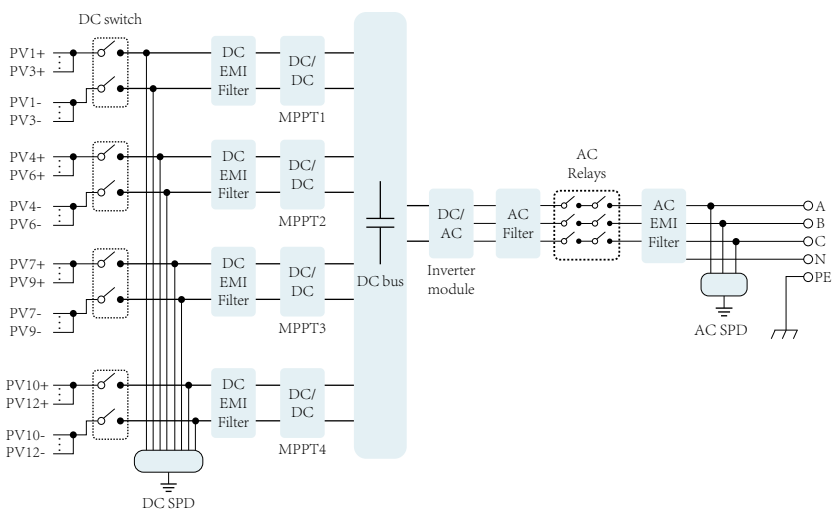 DC switch
PV1+
PV3+
PV1-
PV3-
DC
EMI
Filter
DC/
DC
MPPT1
PV4+
PV6+
PV4-
PV6-
DC
EMI
Filter
DC/
DC
MPPT2
PV7+
PV9+
PV7-
PV9-
DC
EMI
Filter
DC/
DC
MPPT3
PV10+
PV12+
PV10-
PV12-
DC
EMI
Filter
DC/
DC
MPPT4
DC SPD
DC bus
DC/
AC
Inverter
module
AC
Filter
AC
Relays
AC
EMI
Filter
AC SPD
A
B
C
N
PE